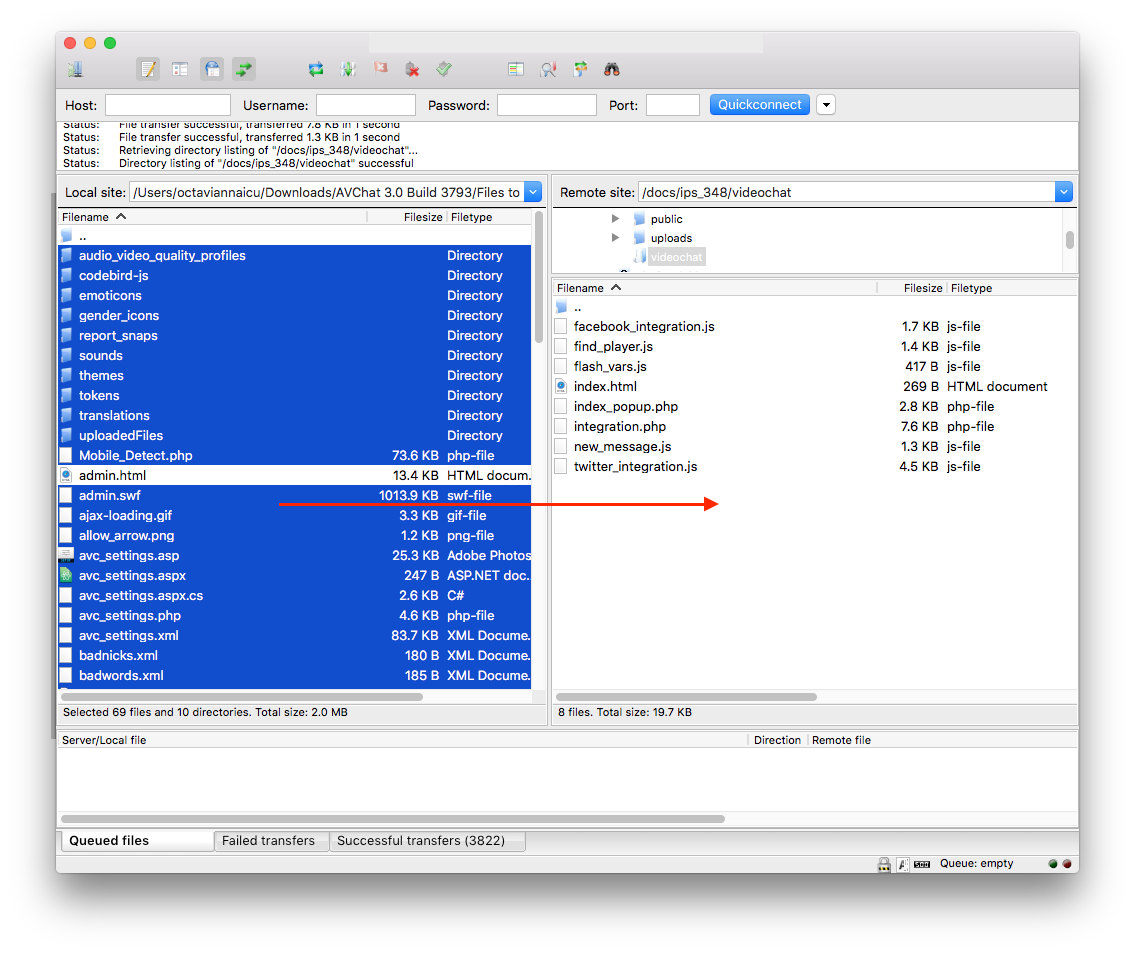 Host: Username: Password: Port: Quickconnect
Status: File transfer successful, transferred 7.8 KB in 1 second
Status: File transfer successful, transferred 1.3 KB in 1 second
Status: Retrieving directory listing of "/docs/ips_348/videochat"...
Status: Directory listing of "/docs/ips_348/videochat" successful
Local site: /Users/octaviannaicu/Downloads/AVChat 3.0 Build 3793/Files to
Filename Filesize Filetype
..
audio_video_quality_profiles Directory
codebird-js Directory
emoticons Directory
gender_icons Directory
report_snaps Directory
sounds Directory
themes Directory
tokens Directory
translations Directory
uploadedFiles Directory
Mobile_Detect.php 73.6 KB php-file
admin.html 13.4 KB HTML docum.
admin.swf 1013.9 KB swf-file
ajax-loading.gif 3.3 KB gif-file
allow_arrow.png 1.2 KB png-file
avc_settings.asp 25.3 KB Adobe Photos
avc_settings.aspx 247 B ASP.NET doc.
avc_settings.aspx.cs 2.6 KB C#
avc_settings.php 4.6 KB php-file
avc_settings.xml 83.7 KB XML Docume.
badnicks.xml 180 B XML Docume.
badwords.xml 185 B XML Docume.
Selected 69 files and 10 directories. Total size: 2.0 MB
Remote site: /docs/ips_348/videochat
public
uploads
videochat
Filename Filesize Filetype
..
facebook_integration.js 1.7 KB js-file
find_player.js 1.4 KB js-file
flash_vars.js 417 B js-file
index.html 269 B HTML document
index_popup.php 2.8 KB php-file
integration.php 7.6 KB php-file
new_message.js 1.3 KB js-file
twitter_integration.js 4.5 KB js-file
8 files. Total size: 19.7 KB
Server/Local file Direction Remote file
Queued files Failed transfers Successful transfers (3822)
Queue: empty